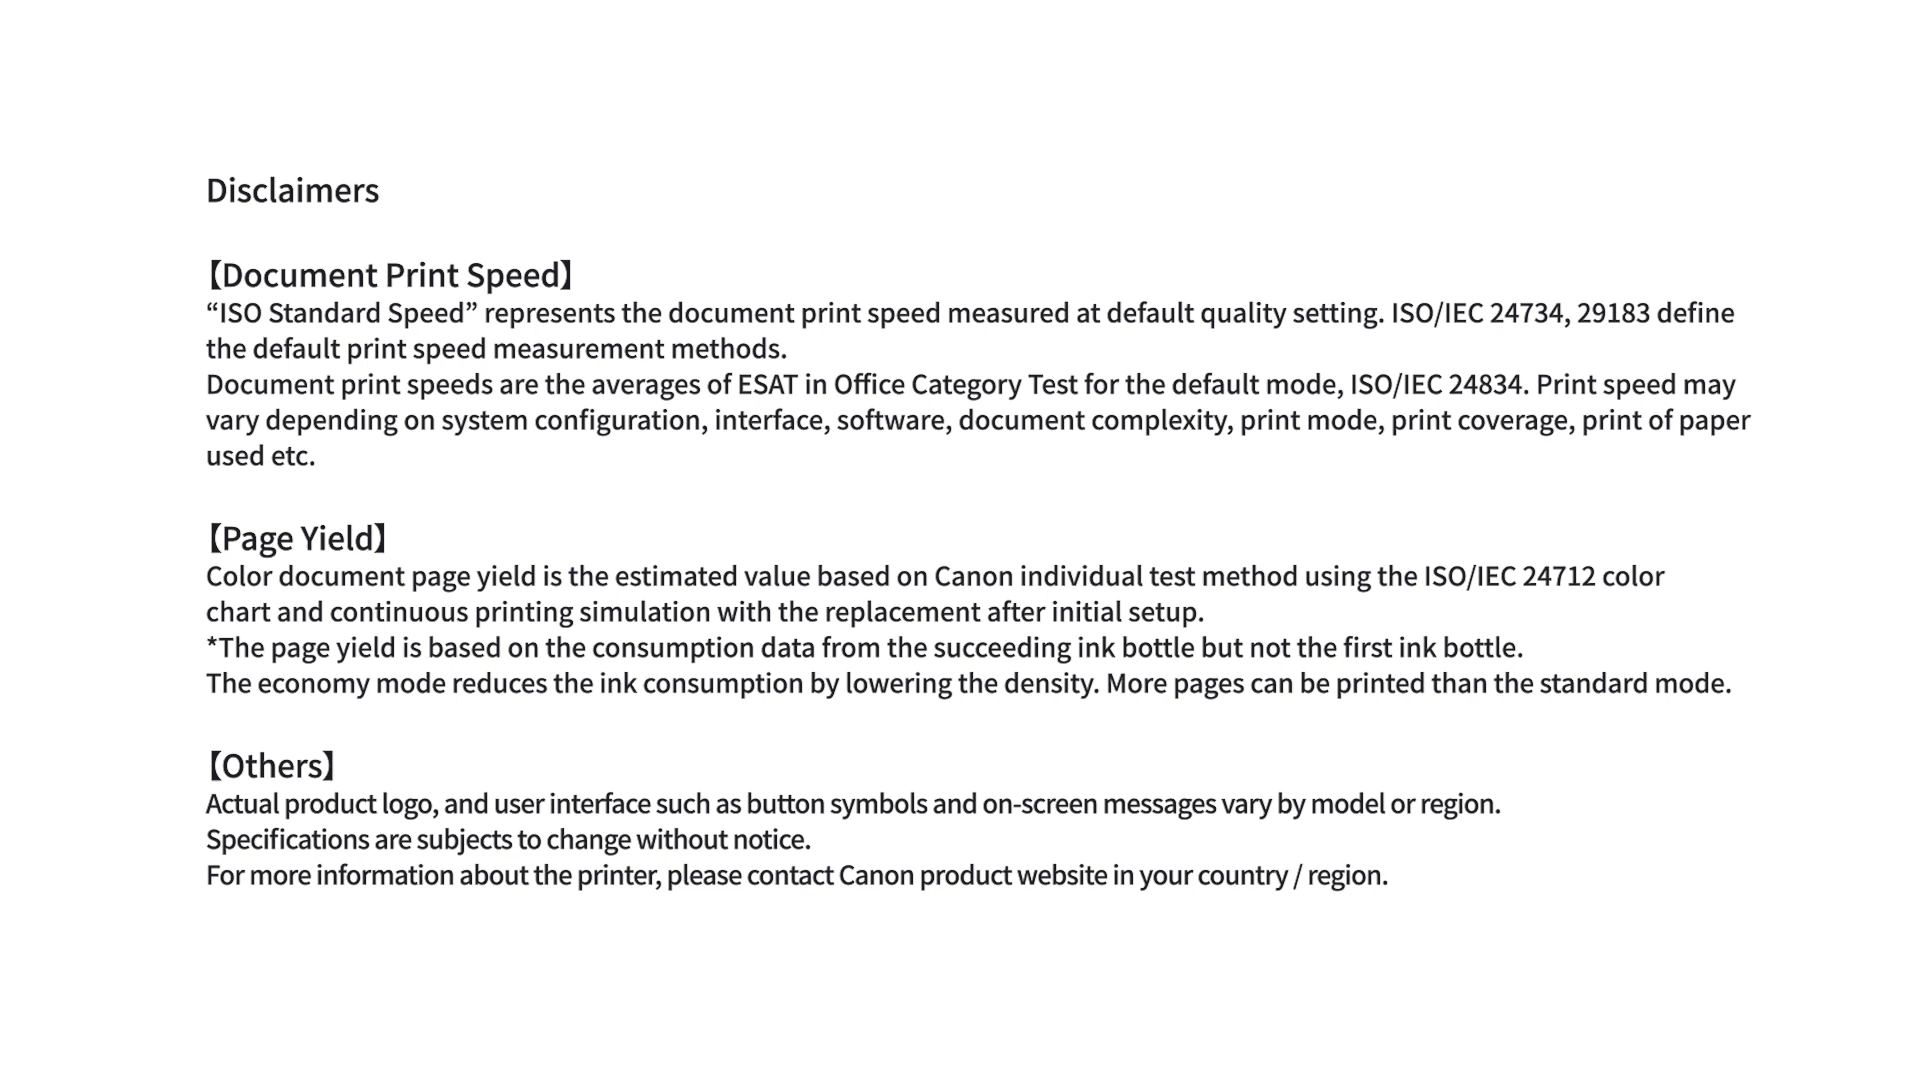 Disclaimers
【Document Print Speed】
“ISO Standard Speed” represents the document print speed measured at default quality setting. ISO/IEC 24734, 29183 define
the default print speed measurement methods.
Document print speeds are the averages of ESAT in Office Category Test for the default mode, ISO/IEC 24834. Print speed may
vary depending on system configuration, interface, software, document complexity, print mode, print coverage, print of paper
used etc.
【Page Yield】
Color document page yield is the estimated value based on Canon individual test method using the ISO/IEC 24712 color
chart and continuous printing simulation with the replacement after initial setup.
*The page yield is based on the consumption data from the succeeding ink bottle but not the first ink bottle.
The economy mode reduces the ink consumption by lowering the density. More pages can be printed than the standard mode.
【Others】
Actual product logo, and user interface such as button symbols and on-screen messages vary by model or region.
Specifications are subjects to change without notice.
For more information about the printer, please contact Canon product website in your country / region.